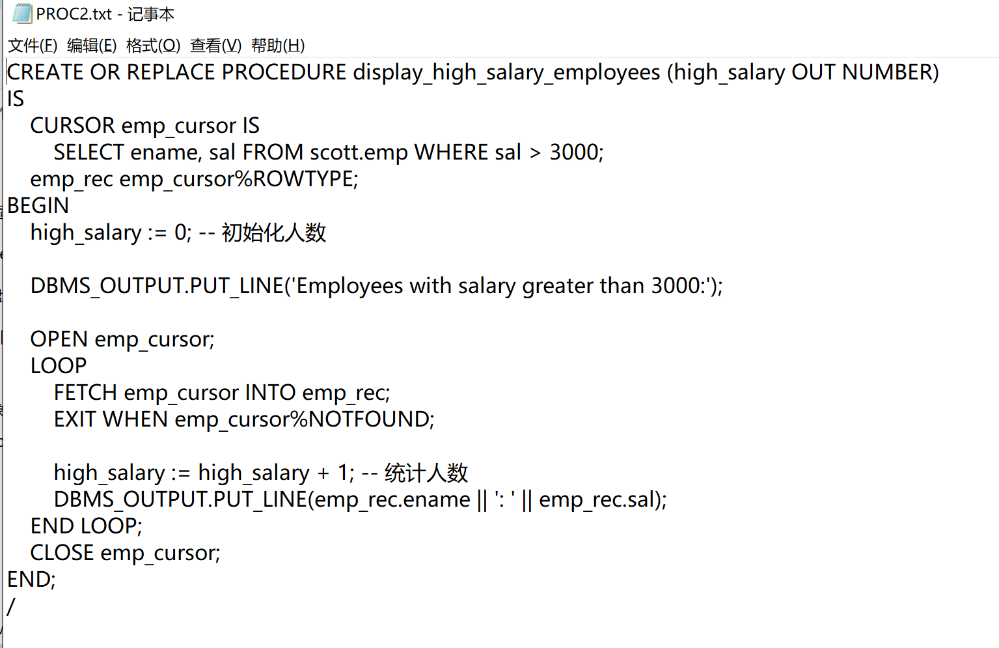 PROC2.txt - 记事本
文件(F) 编辑(E) 格式(O) 查看(V) 帮助(H)
CREATE OR REPLACE PROCEDURE display_high_salary_employees (high_salary OUT NUMBER)
IS
    CURSOR emp_cursor IS
        SELECT ename, sal FROM scott.emp WHERE sal > 3000;
    emp_rec emp_cursor%ROWTYPE;
BEGIN
    high_salary := 0; -- 初始化人数
    DBMS_OUTPUT.PUT_LINE('Employees with salary greater than 3000:');
    OPEN emp_cursor;
    LOOP
        FETCH emp_cursor INTO emp_rec;
        EXIT WHEN emp_cursor%NOTFOUND;
        high_salary := high_salary + 1; -- 统计人数
        DBMS_OUTPUT.PUT_LINE(emp_rec.ename || ': ' || emp_rec.sal);
    END LOOP;
    CLOSE emp_cursor;
END;
/